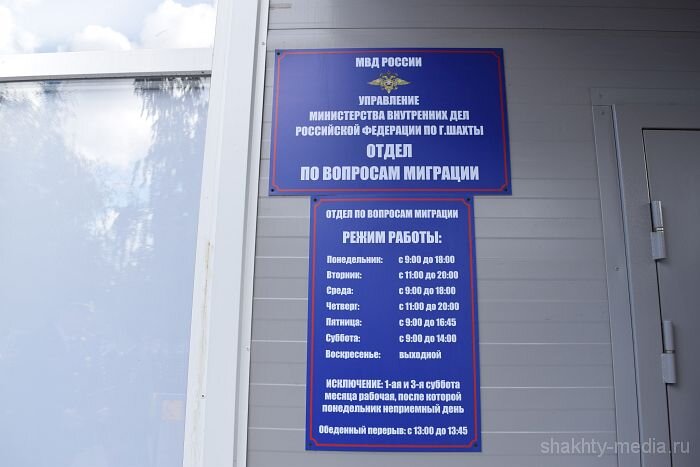 МВД РОССИИ
УПРАВЛЕНИЕ
МИНИСТЕРСТВА ВНУТРЕННИХ ДЕЛ
РОССИЙСКОЙ ФЕДЕРАЦИИ ПО Г.ШАХТЫ
ОТДЕЛ
ПО ВОПРОСАМ МИГРАЦИИ
ОТДЕЛ ПО ВОПРОСАМ МИГРАЦИИ
РЕЖИМ РАБОТЫ:
Понедельник: с 9:00 до 18:00
Вторник: с 11:00 до 20:00
Среда: с 9:00 до 18:00
Четверг: с 11:00 до 20:00
Пятница: с 9:00 до 16:45
Суббота: с 9:00 до 14:00
Воскресенье: выходной
ИСКЛЮЧЕНИЕ: 1-ая и 3-я суббота
месяца рабочая, после которой
понедельник неприемный день
Обеденный перерыв: с 13:00 до 13:45
shakhty-media.ru